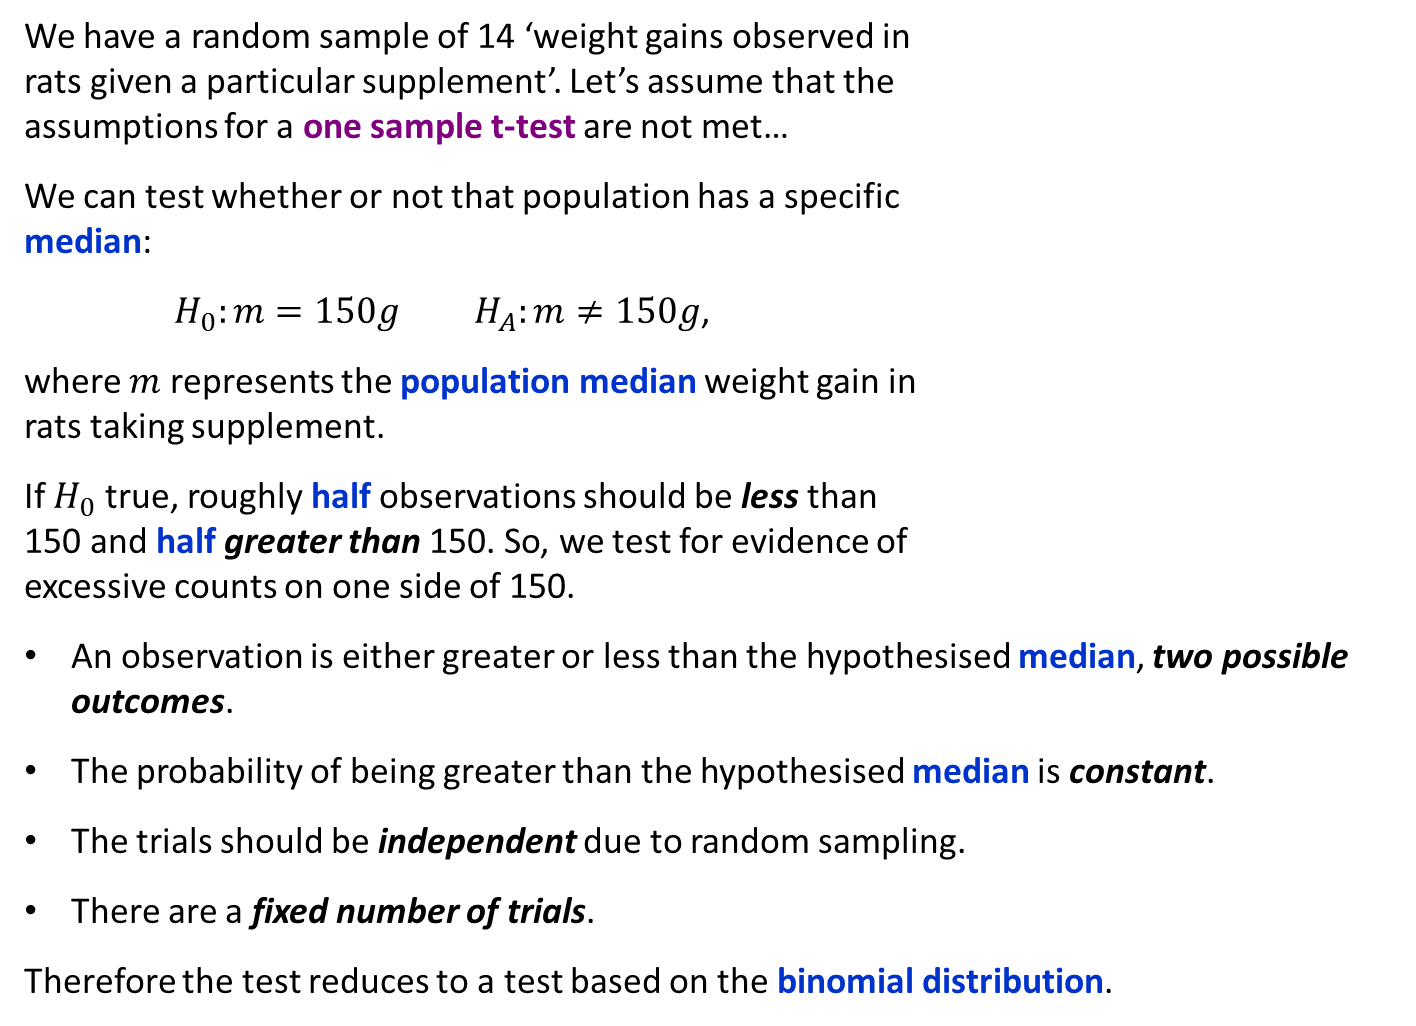 We have a random sample of 14 ‘weight gains observed in
rats given a particular supplement’. Let’s assume that the
assumptions for a one sample t-test are not met…
We can test whether or not that population has a specific
median:
H₀: m = 150g H_A: m ≠ 150g,
where m represents the population median weight gain in
rats taking supplement.
If H₀ true, roughly half observations should be less than
150 and half greater than 150. So, we test for evidence of
excessive counts on one side of 150.
• An observation is either greater or less than the hypothesised median, two possible
outcomes.
• The probability of being greater than the hypothesised median is constant.
• The trials should be independent due to random sampling.
• There are a fixed number of trials.
Therefore the test reduces to a test based on the binomial distribution.